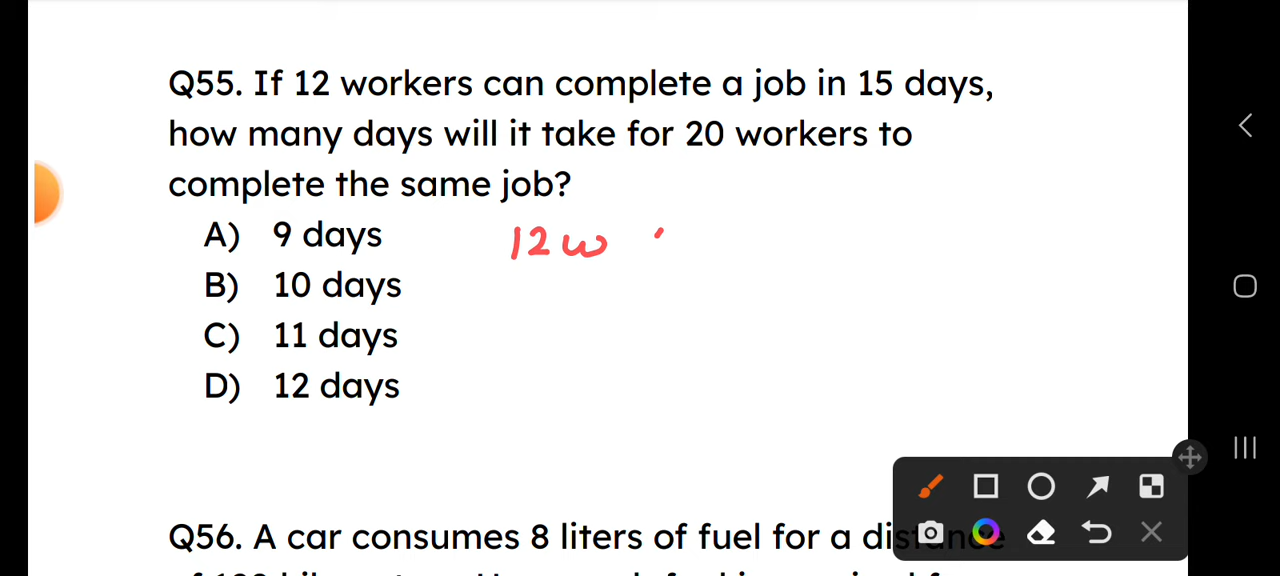 Q55. If 12 workers can complete a job in 15 days,
how many days will it take for 20 workers to
complete the same job?
A) 9 days
12 w
B) 10 days
C) 11 days
D) 12 days
Q56. A car consumes 8 liters of fuel for a distance